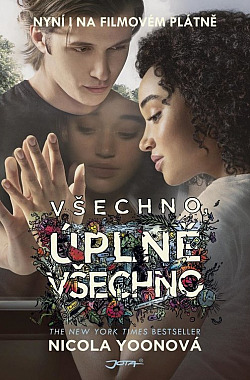 NYNÍ I NA FILMOVÉM PLÁTNĚ
VŠECHNO,
ÚPLNĚ
VŠECHNO
THE NEW YORK TIMES BESTSELLER
NICOLA YOONOVÁ
JOTA